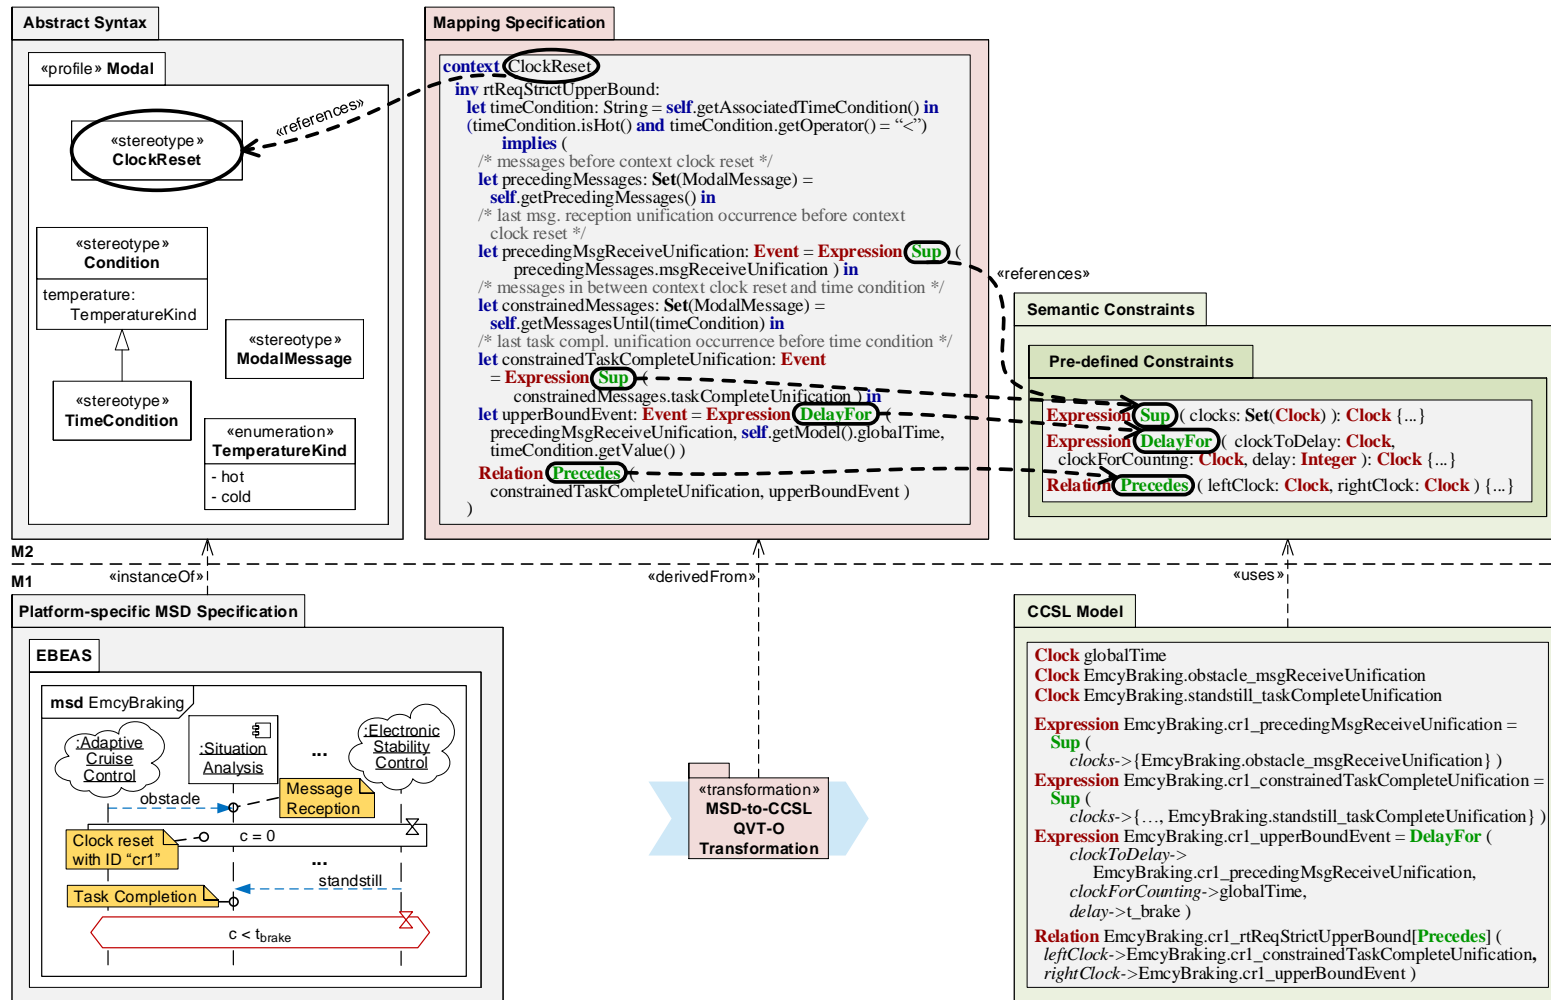 Abstract Syntax
«profile» Modal
«stereotype»
ClockReset
«stereotype»
Condition
temperature:
TemperatureKind
«stereotype»
ModalMessage
«stereotype»
TimeCondition
«enumeration»
TemperatureKind
- hot
- cold
Mapping Specification
context ClockReset
inv rtReqStrictUpperBound:
let timeCondition: String = self.getAssociatedTimeCondition() in
(timeCondition.isHot() and timeCondition.getOperator() = “<”)
implies (
/* messages before context clock reset */
let precedingMessages: Set(ModalMessage) =
self.getPrecedingMessages() in
/* last msg. reception unification occurrence before context
clock reset */
let precedingMsgReceiveUnification: Event = Expression Sup (
precedingMessages.msgReceiveUnification ) in
/* messages in between context clock reset and time condition */
let constrainedMessages: Set(ModalMessage) =
self.getMessagesUntil(timeCondition) in
/* last task compl. unification occurrence before time condition */
let constrainedTaskCompleteUnification: Event
= Expression Sup (
constrainedMessages.taskCompleteUnification ) in
let upperBoundEvent: Event = Expression DelayFor (
precedingMsgReceiveUnification, self.getModel().globalTime,
timeCondition.getValue() )
Relation Precedes (
constrainedTaskCompleteUnification, upperBoundEvent )
)
«references»
«references»
Semantic Constraints
Pre-defined Constraints
Expression Sup ( clocks: Set(Clock) ): Clock {...}
Expression DelayFor ( clockToDelay: Clock,
clockForCounting: Clock, delay: Integer ): Clock {...}
Relation Precedes ( leftClock: Clock, rightClock: Clock ) {...}
M2
M1
«instanceOf»
«derivedFrom»
«uses»
Platform-specific MSD Specification
EBEAS
msd EmcyBraking
:Adaptive
Cruise
Control
:Situation
Analysis
...
:Electronic
Stability
Control
obstacle
Message
Reception
Clock reset
with ID “cr1”
c = 0
...
standstill
Task Completion
c < tbrake
«transformation»
MSD-to-CCSL
QVT-O
Transformation
CCSL Model
Clock globalTime
Clock EmcyBraking.obstacle_msgReceiveUnification
Clock EmcyBraking.standstill_taskCompleteUnification
Expression EmcyBraking.cr1_precedingMsgReceiveUnification =
Sup (
clocks->{EmcyBraking.obstacle_msgReceiveUnification} )
Expression EmcyBraking.cr1_constrainedTaskCompleteUnification =
Sup (
clocks->{…, EmcyBraking.standstill_taskCompleteUnification} )
Expression EmcyBraking.cr1_upperBoundEvent = DelayFor (
clockToDelay->
EmcyBraking.cr1_precedingMsgReceiveUnification,
clockForCounting->globalTime,
delay->t_brake )
Relation EmcyBraking.cr1_rtReqStrictUpperBound[Precedes] (
leftClock->EmcyBraking.cr1_constrainedTaskCompleteUnification,
rightClock->EmcyBraking.cr1_upperBoundEvent )